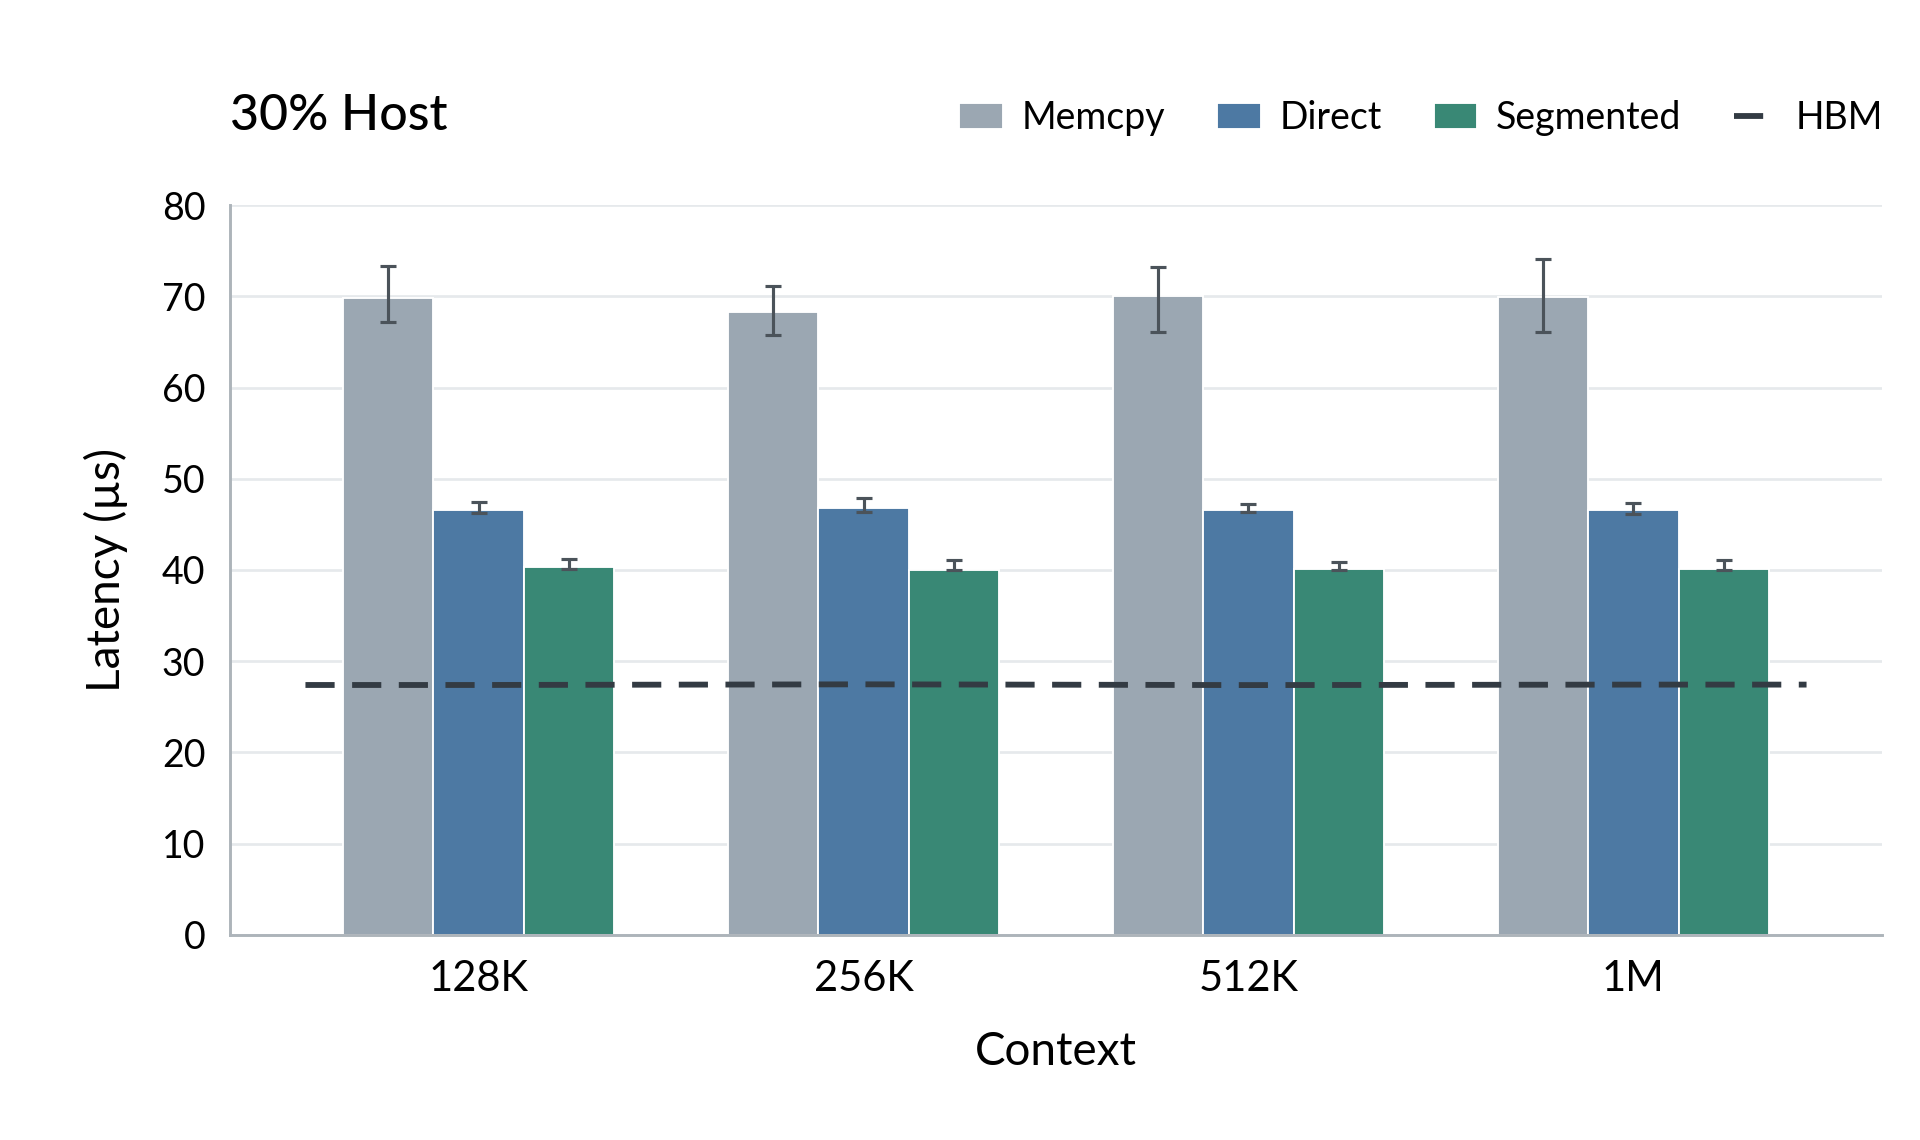 30% Host
Memcpy Direct Segmented HBM
80
70
60
50
40
30
20
10
0
Latency (µs)
128K 256K 512K 1M
Context